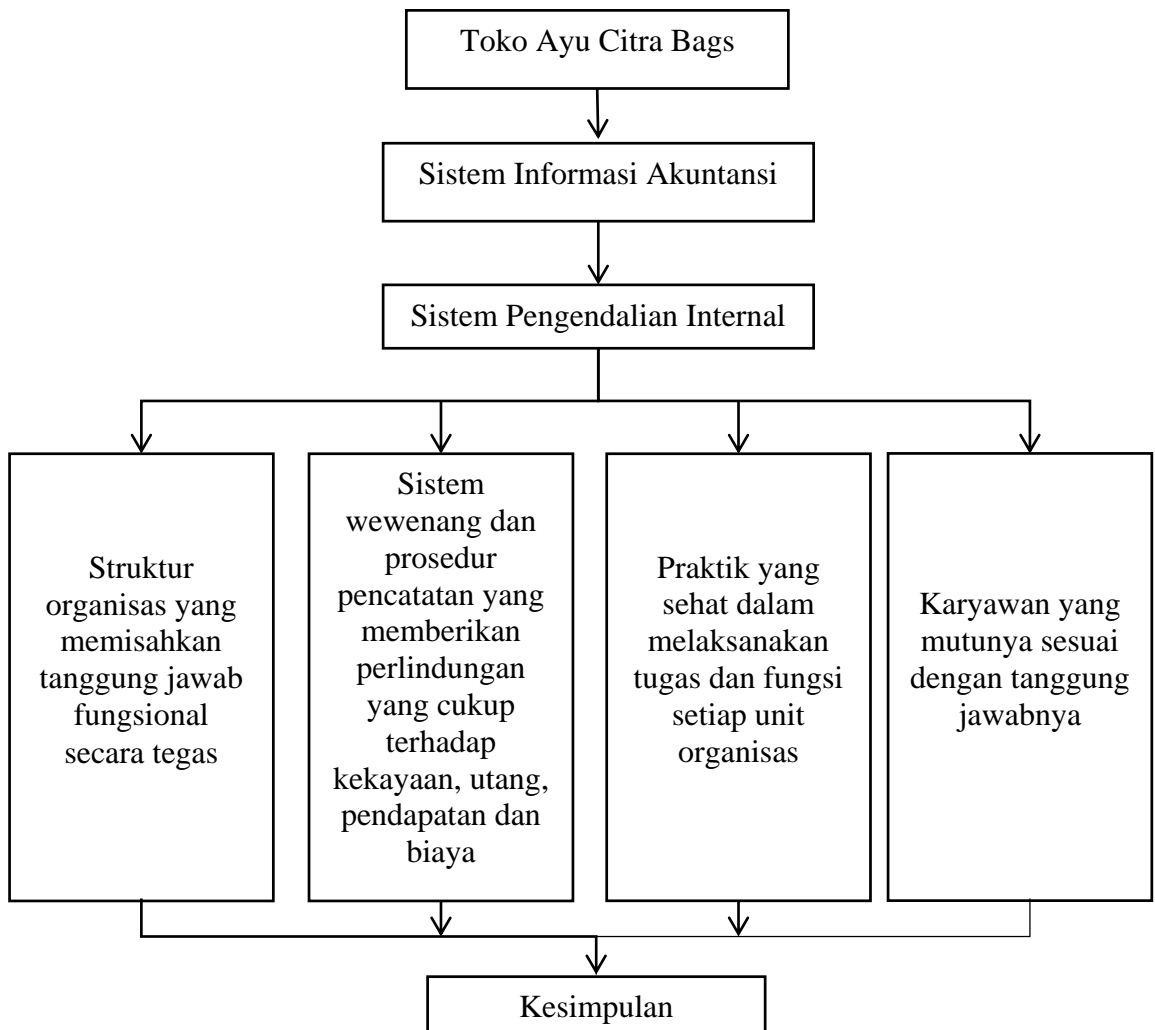 Toko Ayu Citra Bags
Sistem Informasi Akuntansi
Sistem Pengendalian Internal
Struktur
organisas yang
memisahkan
tanggung jawab
fungsional
secara tegas
Sistem
wewenang dan
prosedur
pencatatan yang
memberikan
perlindungan
yang cukup
terhadap
kekayaan, utang,
pendapatan dan
biaya
Praktik yang
sehat dalam
melaksanakan
tugas dan fungsi
setiap unit
organisas
Karyawan yang
mutunya sesuai
dengan tanggung
jawabnya
Kesimpulan